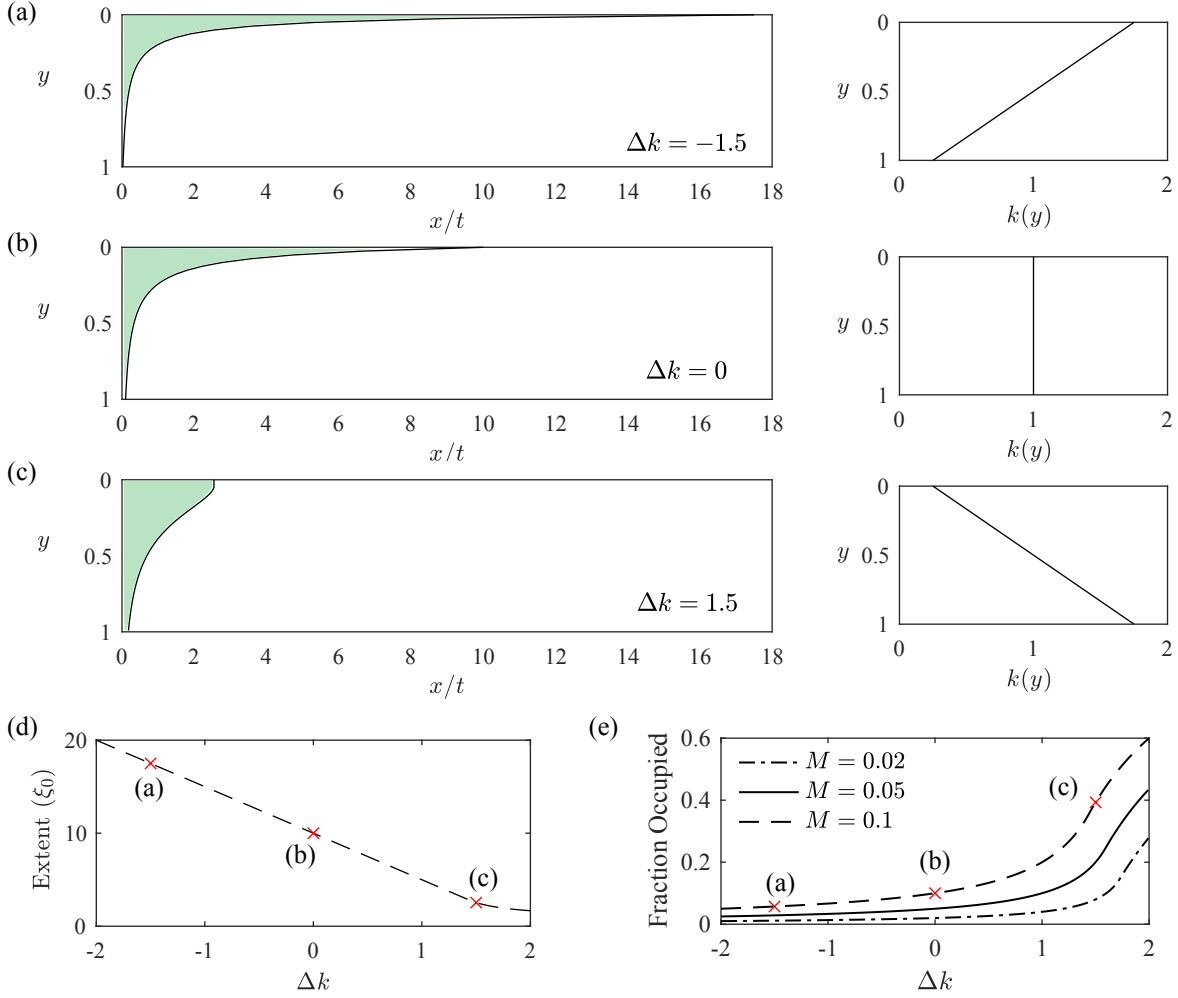 (a)
0
0.5
1
y
Δk = −1.5
0 2 4 6 8 10 12 14 16 18
x/t
0
y 0.5
1
0 1 2
k(y)
(b)
0
y
0.5
1
Δk = 0
0 2 4 6 8 10 12 14 16 18
x/t
0
y 0.5
1
0 1 2
k(y)
(c)
0
y
0.5
1
Δk = 1.5
0 2 4 6 8 10 12 14 16 18
x/t
0
y 0.5
1
0 1 2
k(y)
(d)
Extent (ξ0)
20
10
0
(a)
(b)
(c)
-2 -1 0 1 2
Δk
(e)
Fraction Occupied
0.6
0.4
0.2
0
M = 0.02
M = 0.05
M = 0.1
(a)
(b)
(c)
-2 -1 0 1 2
Δk